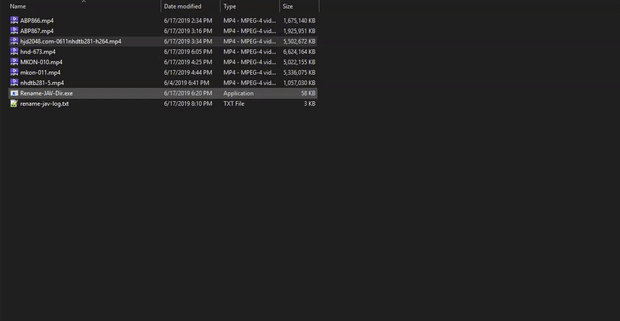 Name Date modified Type Size
ABP866.mp4 6/17/2019 2:34 PM MP4 - MPEG-4 vid... 1,675,140 KB
ABP867.mp4 6/17/2019 3:16 PM MP4 - MPEG-4 vid... 1,925,951 KB
hjd2048.com-0611nhdtb281-h264.mp4 6/17/2019 3:34 PM MP4 - MPEG-4 vid... 5,502,672 KB
hnd-673.mp4 6/17/2019 6:05 PM MP4 - MPEG-4 vid... 6,624,164 KB
MKON-010.mp4 6/17/2019 4:25 PM MP4 - MPEG-4 vid... 5,022,155 KB
mkon-011.mp4 6/17/2019 4:44 PM MP4 - MPEG-4 vid... 5,336,075 KB
nhdtb281-5.mp4 6/4/2019 6:41 PM MP4 - MPEG-4 vid... 1,057,030 KB
Rename-JAV-Dir.exe 6/17/2019 6:20 PM Application 58 KB
rename-jav-log.txt 6/17/2019 8:10 PM TXT File 3 KB